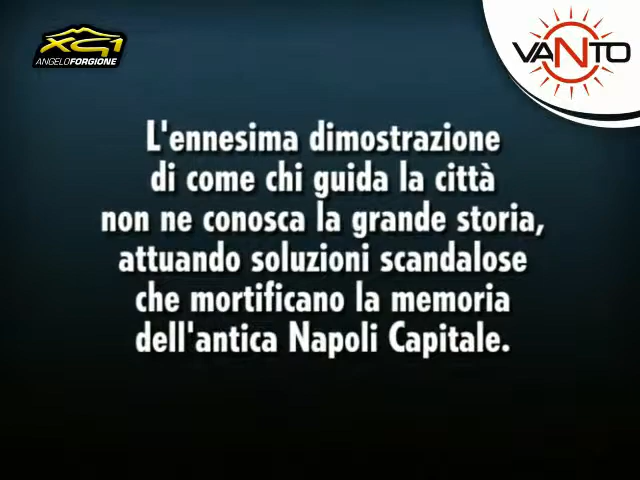 XG1
ANGELOFORGIONE
VANTO
L'ennesima dimostrazione
di come chi guida la città
non ne conosca la grande storia,
attuando soluzioni scandalose
che mortificano la memoria
dell'antica Napoli Capitale.